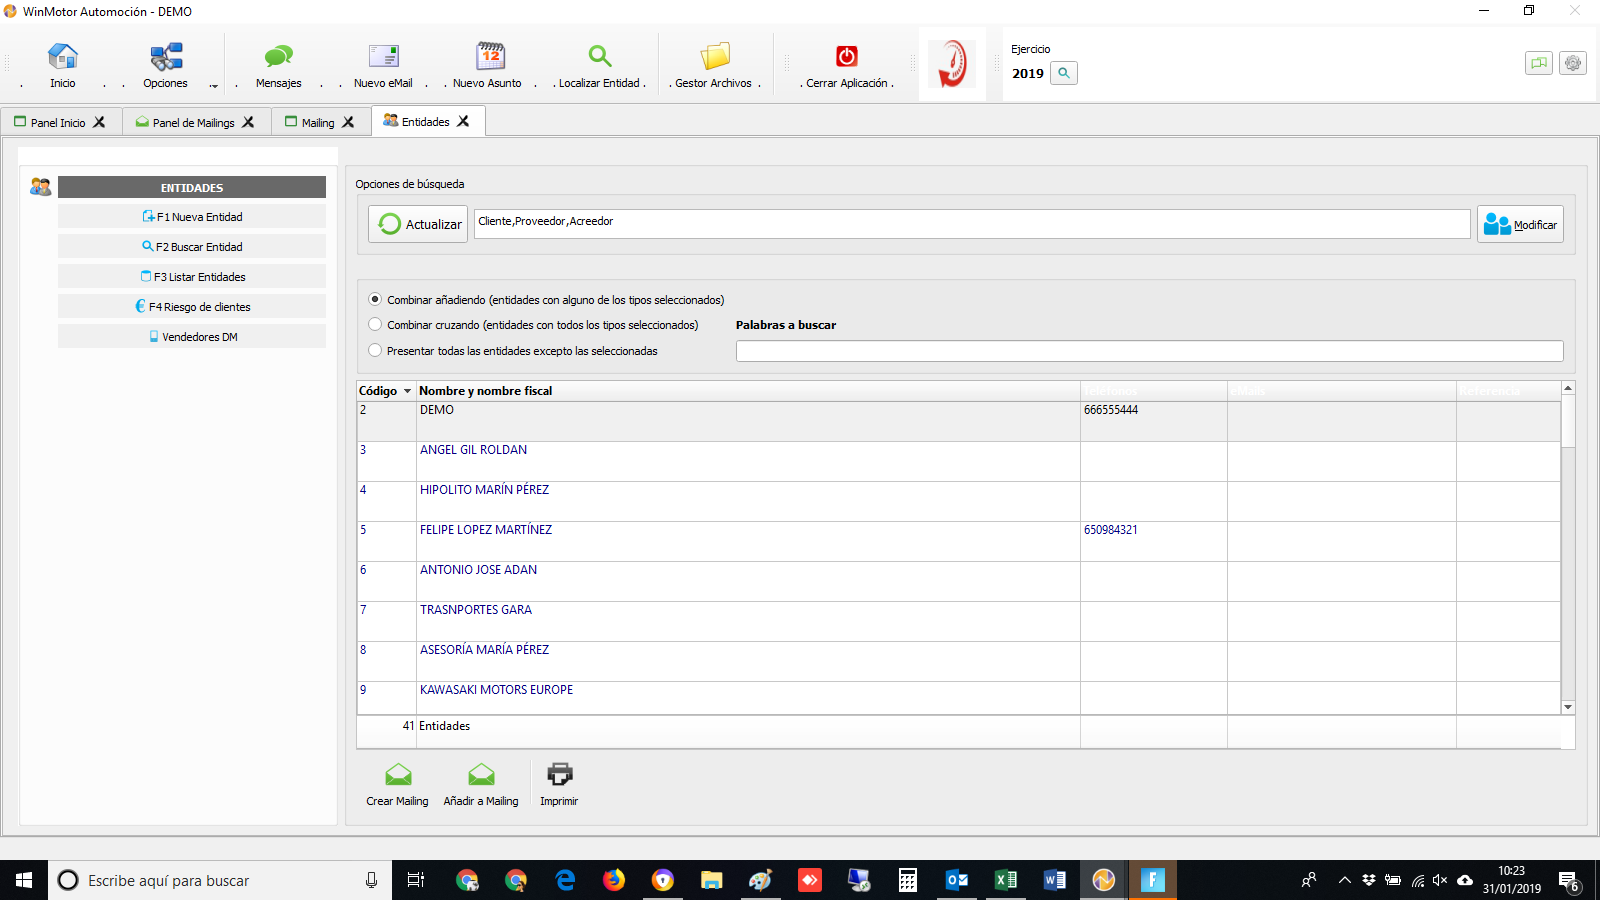 WinMotor Automoción - DEMO
Inicio
Opciones
Mensajes
Nuevo eMail
Nuevo Asunto
Localizar Entidad
Gestor Archivos
Cerrar Aplicación
Ejercicio
2019
Panel Inicio
Panel de Mailings
Mailing
Entidades
ENTIDADES
F1 Nueva Entidad
F2 Buscar Entidad
F3 Listar Entidades
F4 Riesgo de clientes
Vendedores DM
Opciones de búsqueda
Actualizar
Cliente,Proveedor,Acreedor
Modificar
Combinar añadiendo (entidades con alguno de los tipos seleccionados)
Combinar cruzando (entidades con todos los tipos seleccionados)
Palabras a buscar
Presentar todas las entidades excepto las seleccionadas
Código Nombre y nombre fiscal Teléfonos eMails Referencia
2 DEMO 666555444
3 ANGEL GIL ROLDAN
4 HIPOLITO MARÍN PÉREZ
5 FELIPE LOPEZ MARTÍNEZ 650984321
6 ANTONIO JOSE ADAN
7 TRASNPORTES GARA
8 ASESORÍA MARÍA PÉREZ
9 KAWASAKI MOTORS EUROPE
41 Entidades
Crear Mailing
Añadir a Mailing
Imprimir
Escribe aquí para buscar
10:23
31/01/2019
6